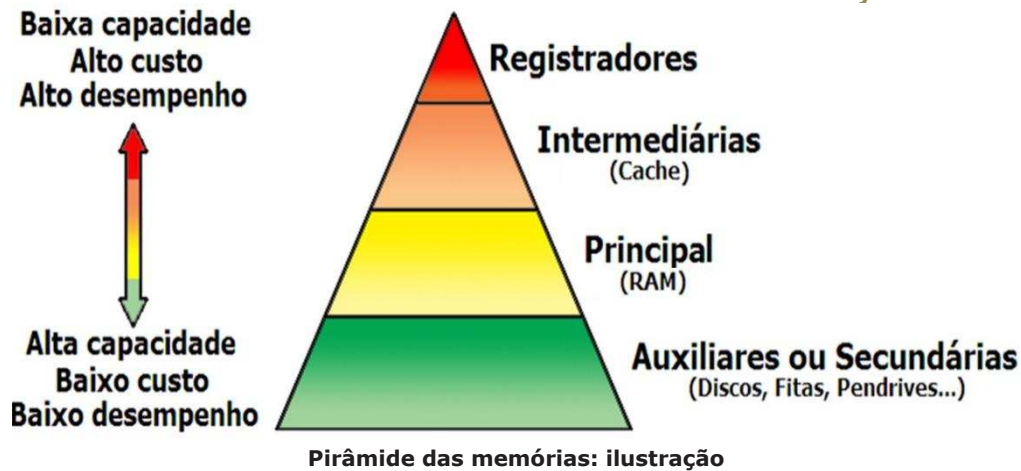 Baixa capacidade
Alto custo
Alto desempenho
Registradores
Intermediárias
(Cache)
Principal
(RAM)
Alta capacidade
Baixo custo
Baixo desempenho
Auxiliares ou Secundárias
(Discos, Fitas, Pendrives...)
Pirâmide das memórias: ilustração